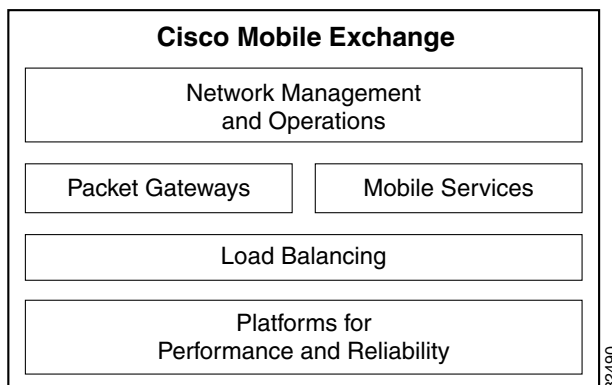 Cisco Mobile Exchange
Network Management
and Operations
Packet Gateways
Mobile Services
Load Balancing
Platforms for
Performance and Reliability